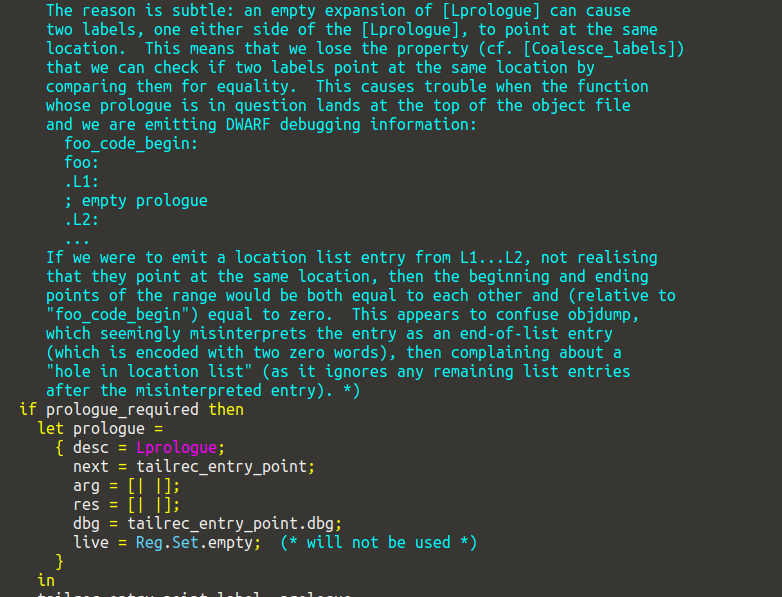 The reason is subtle: an empty expansion of [Lprologue] can cause
two labels, one either side of the [Lprologue], to point at the same
location.  This means that we lose the property (cf. [Coalesce_labels])
that we can check if two labels point at the same location by
comparing them for equality.  This causes trouble when the function
whose prologue is in question lands at the top of the object file
and we are emitting DWARF debugging information:
foo_code_begin:
foo:
.L1:
; empty prologue
.L2:
...
If we were to emit a location list entry from L1...L2, not realising
that they point at the same location, then the beginning and ending
points of the range would be both equal to each other and (relative to
"foo_code_begin") equal to zero.  This appears to confuse objdump,
which seemingly misinterprets the entry as an end-of-list entry
(which is encoded with two zero words), then complaining about a
"hole in location list" (as it ignores any remaining list entries
after the misinterpreted entry). *)
if prologue_required then
let prologue =
{ desc = Lprologue;
next = tailrec_entry_point;
arg = [| |];
res = [| |];
dbg = tailrec_entry_point.dbg;
live = Reg.Set.empty;  (* will not be used *)
}
in